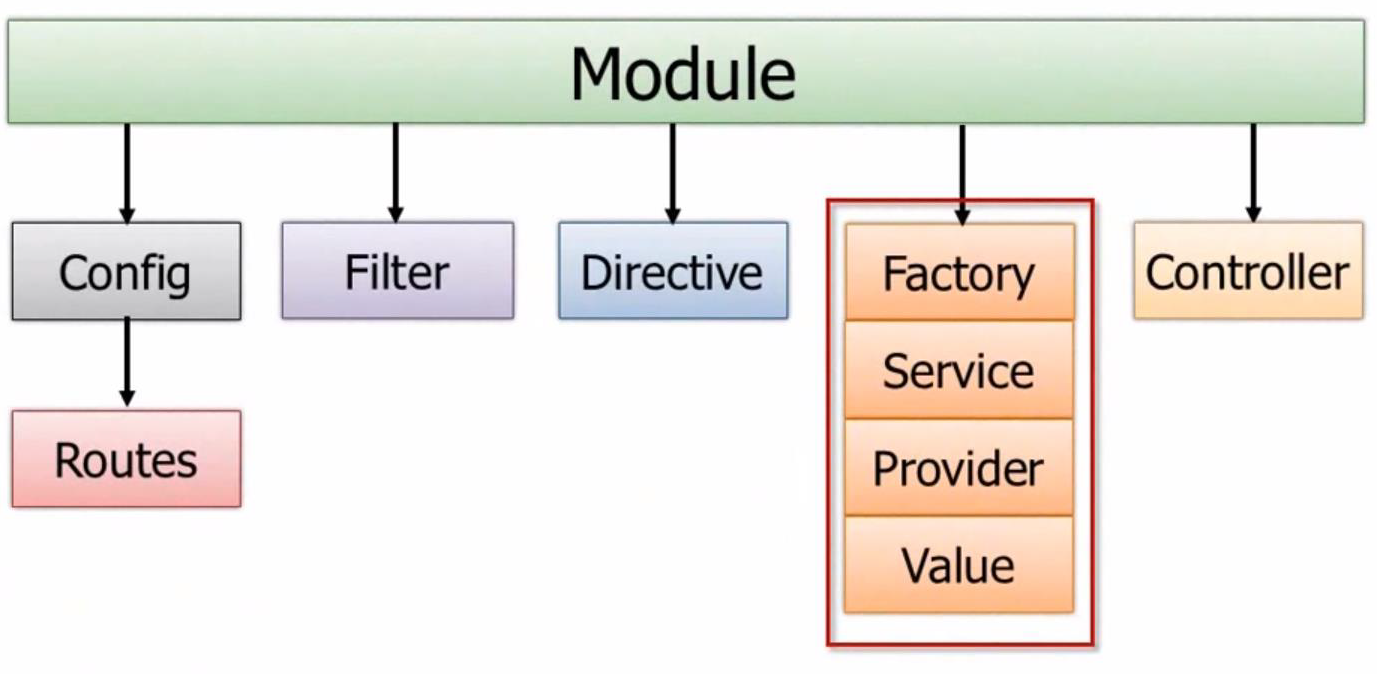 Module
Config
Filter
Directive
Factory
Controller
Service
Routes
Provider
Value